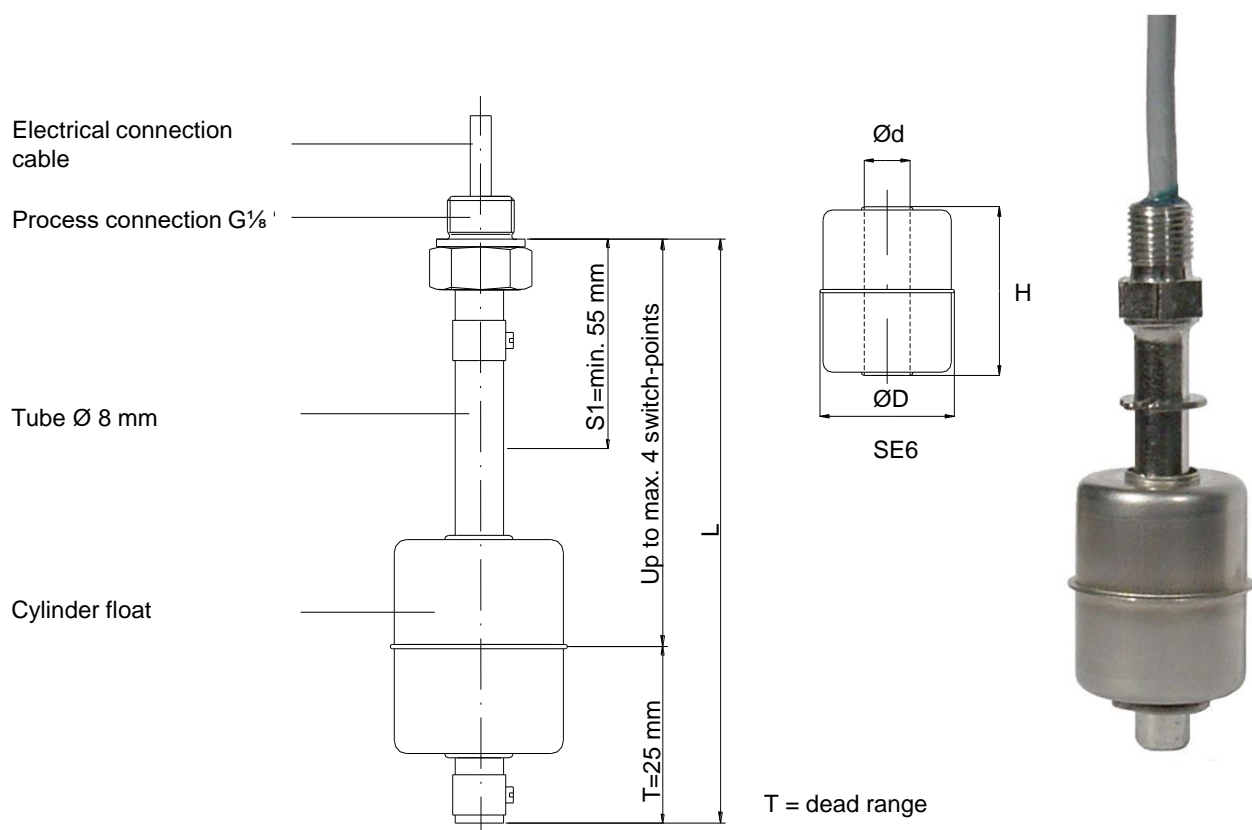 Electrical connection
cable
Process connection G⅛ '
Tube Ø 8 mm
Cylinder float
S1=min. 55 mm
Up to max. 4 switch-points
L
T=25 mm
Ød
H
ØD
SE6
T = dead range